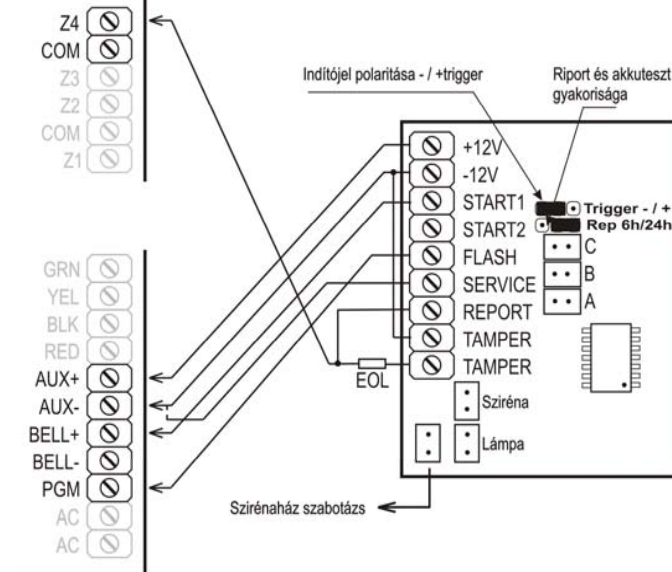 Z4
COM
Z3
Z2
COM
Z1
GRN
YEL
BLK
RED
AUX+
AUX-
BELL+
BELL-
PGM
AC
AC
Indítójel polaritása - / +trigger
Riport és akkuteszt
gyakorisága
+12V
-12V
START1
START2
FLASH
SERVICE
REPORT
TAMPER
TAMPER
Trigger - / +
Rep 6h/24h
C
B
A
EOL
Sziréna
Lámpa
Szirénaház szabotázs